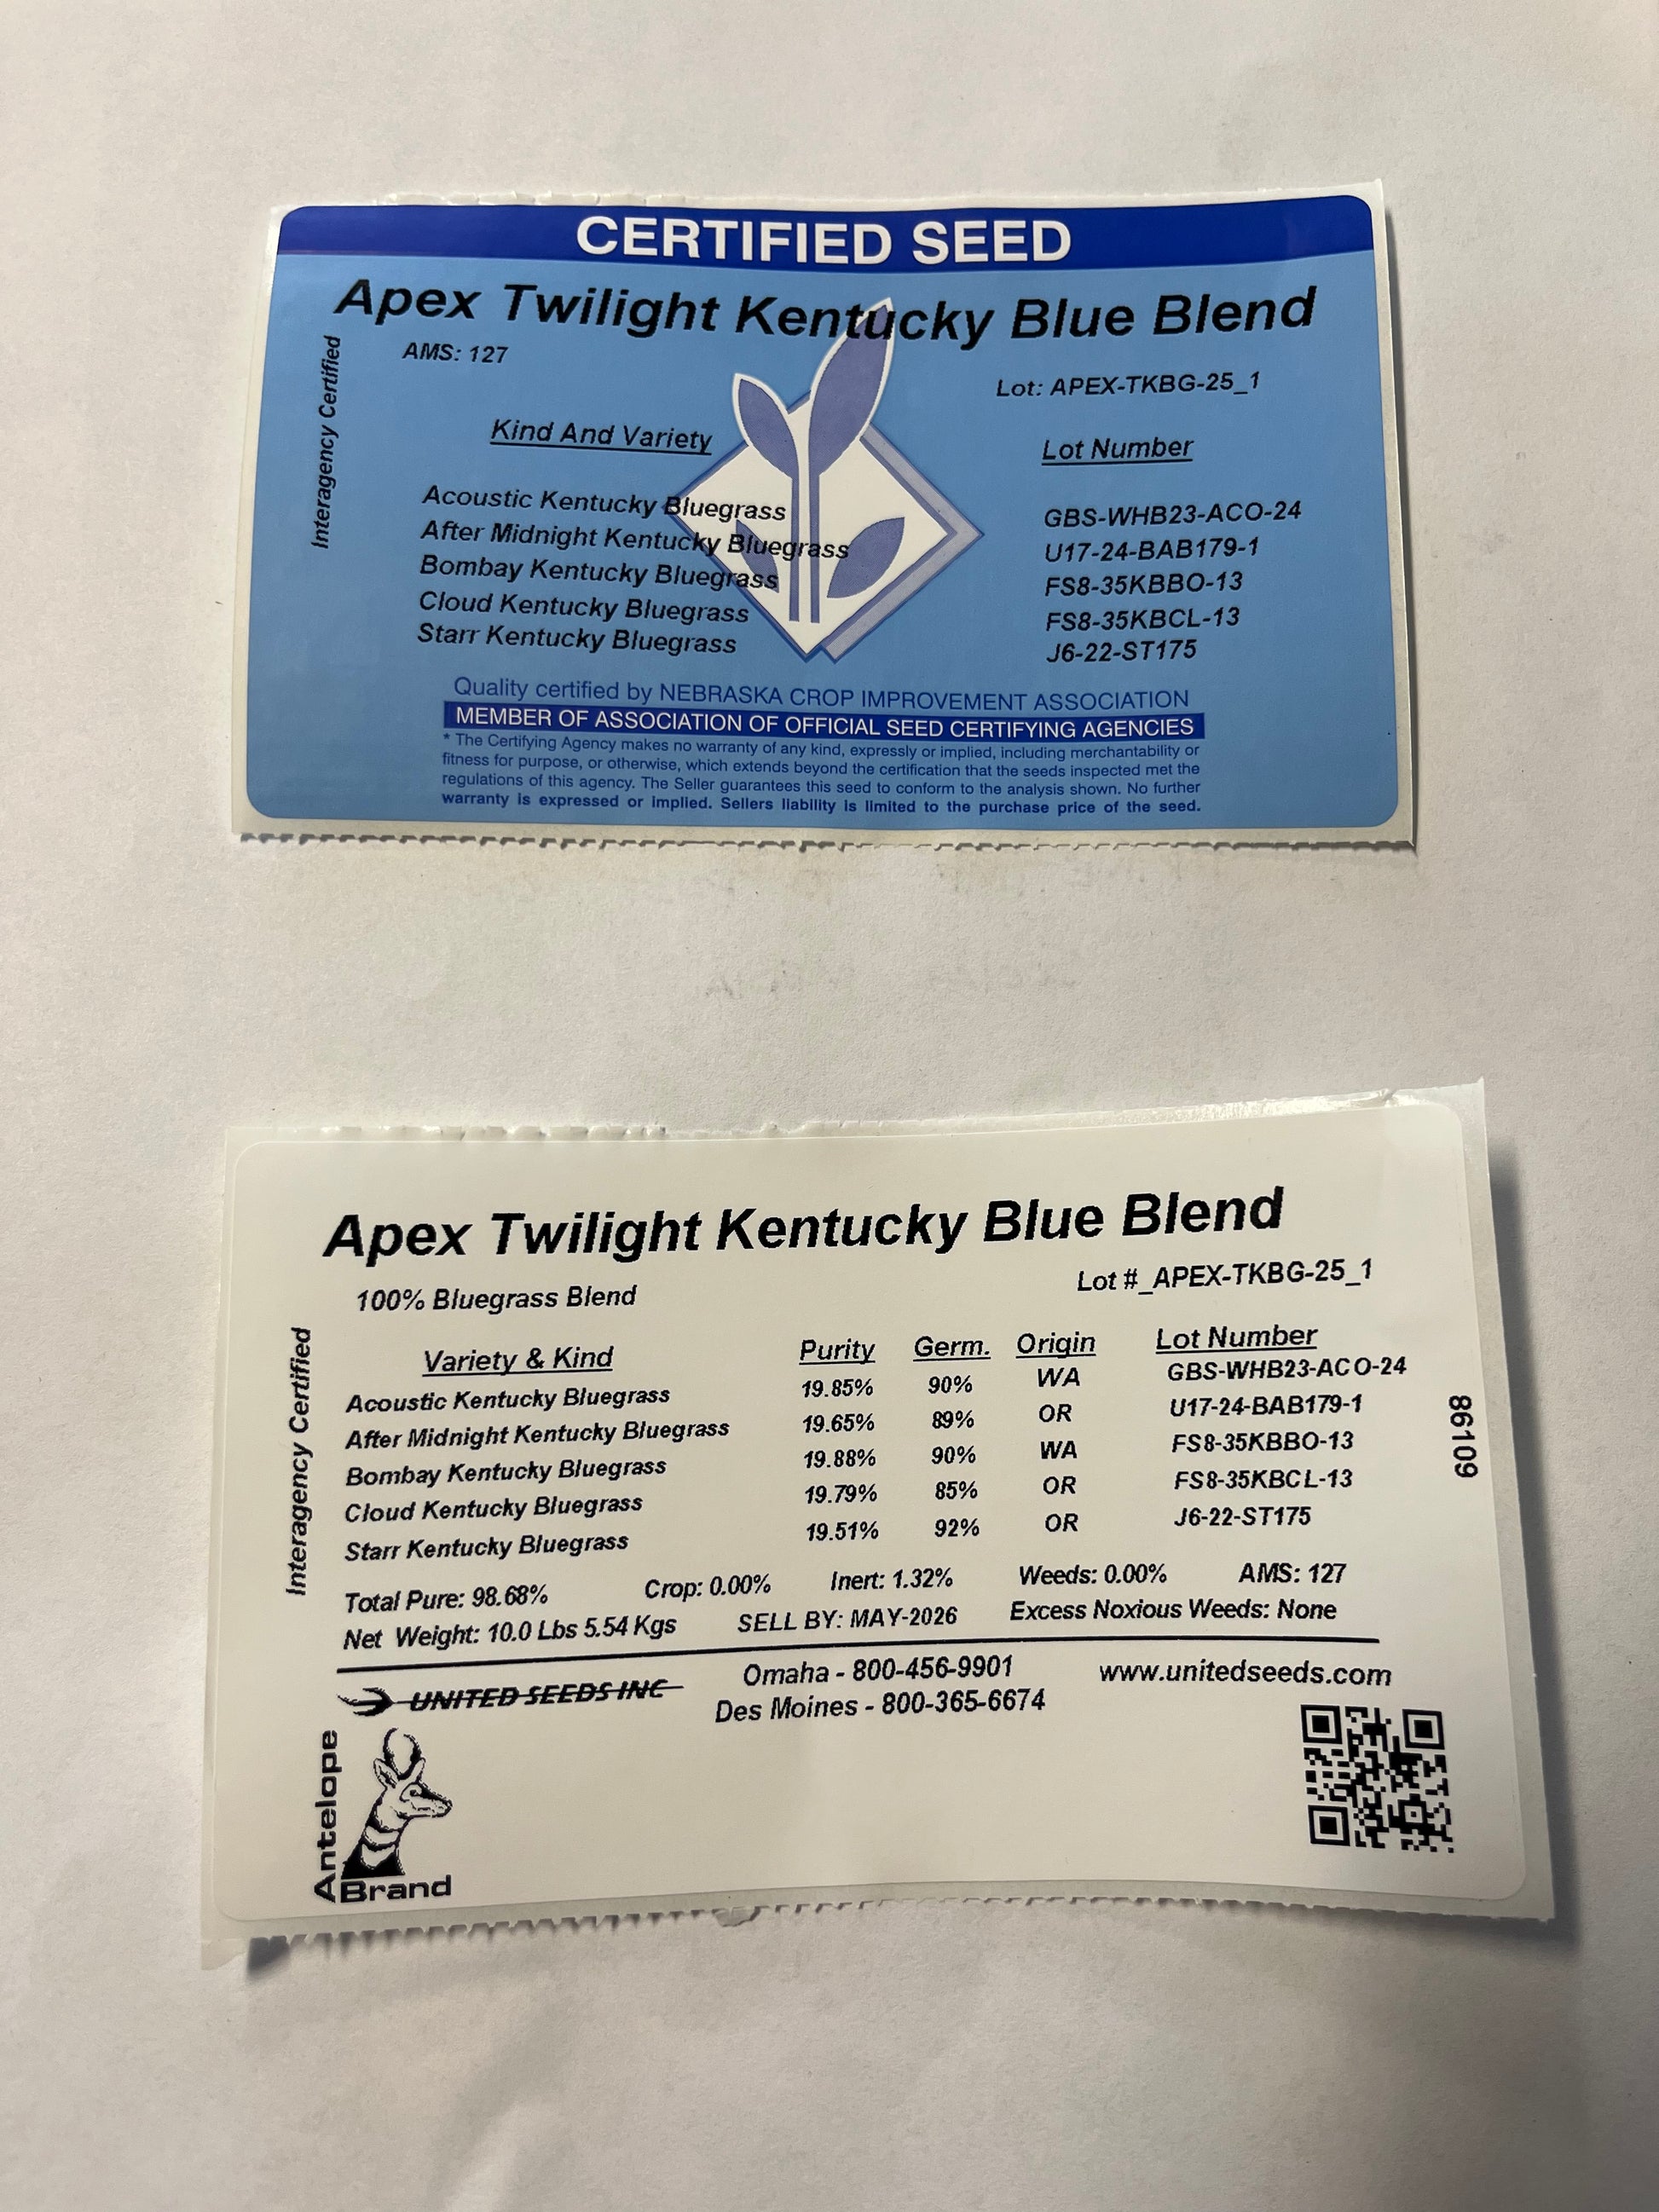 CERTIFIED SEED
Apex Twilight Kentucky Blue Blend
AMS: 127
Lot: APEX-TKBG-25_1
Interagency Certified
Kind And Variety Lot Number
Acoustic Kentucky Bluegrass GBS-WHB23-ACO-24
After Midnight Kentucky Bluegrass U17-24-BAB179-1
Bombay Kentucky Bluegrass FS8-35KBBO-13
Cloud Kentucky Bluegrass FS8-35KBCL-13
Starr Kentucky Bluegrass J6-22-ST175
Quality certified by NEBRASKA CROP IMPROVEMENT ASSOCIATION
MEMBER OF ASSOCIATION OF OFFICIAL SEED CERTIFYING AGENCIES
* The Certifying Agency makes no warranty of any kind, expressly or implied, including merchantability or
fitness for purpose, or otherwise, which extends beyond the certification that the seeds inspected met the
regulations of this agency. The Seller guarantees this seed to conform to the analysis shown. No further
warranty is expressed or implied. Sellers liability is limited to the purchase price of the seed.
Apex Twilight Kentucky Blue Blend
100% Bluegrass Blend Lot #_APEX-TKBG-25_1
Interagency Certified
Variety & Kind Purity Germ. Origin Lot Number
Acoustic Kentucky Bluegrass 19.85% 90% WA GBS-WHB23-ACO-24
After Midnight Kentucky Bluegrass 19.65% 89% OR U17-24-BAB179-1
Bombay Kentucky Bluegrass 19.88% 90% WA FS8-35KBBO-13
Cloud Kentucky Bluegrass 19.79% 85% OR FS8-35KBCL-13
Starr Kentucky Bluegrass 19.51% 92% OR J6-22-ST175
86109
Total Pure: 98.68% Crop: 0.00% Inert: 1.32% Weeds: 0.00% AMS: 127
Net Weight: 10.0 Lbs 5.54 Kgs SELL BY: MAY-2026 Excess Noxious Weeds: None
UNITED SEEDS INC Omaha - 800-456-9901 www.unitedseeds.com
Des Moines - 800-365-6674
Antelope
Brand